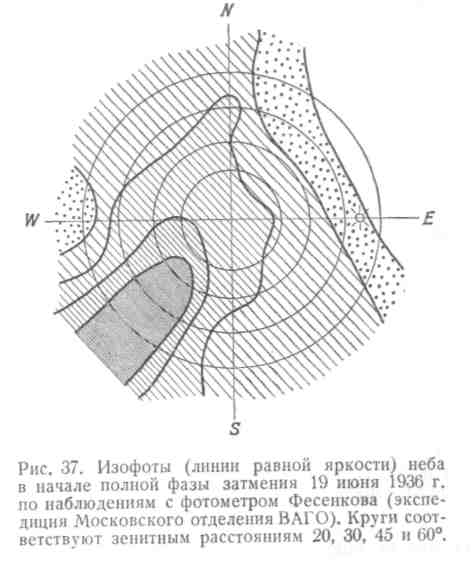 N
W
E
S
Рис. 37. Изофоты (линии равной яркости) неба
в начале полной фазы затмения 19 июня 1936 г.
по наблюдениям с фотометром Фесенкова (экспе-
диция Московского отделения ВАГО). Круги соот-
ветствуют зенитным расстояниям 20, 30, 45 и 60°.